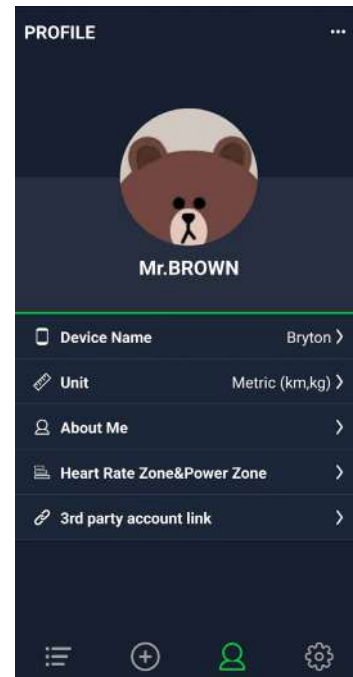 PROFILE
Mr.BROWN
Device Name Bryton
Unit Metric (km,kg)
About Me
Heart Rate Zone&Power Zone
3rd party account link